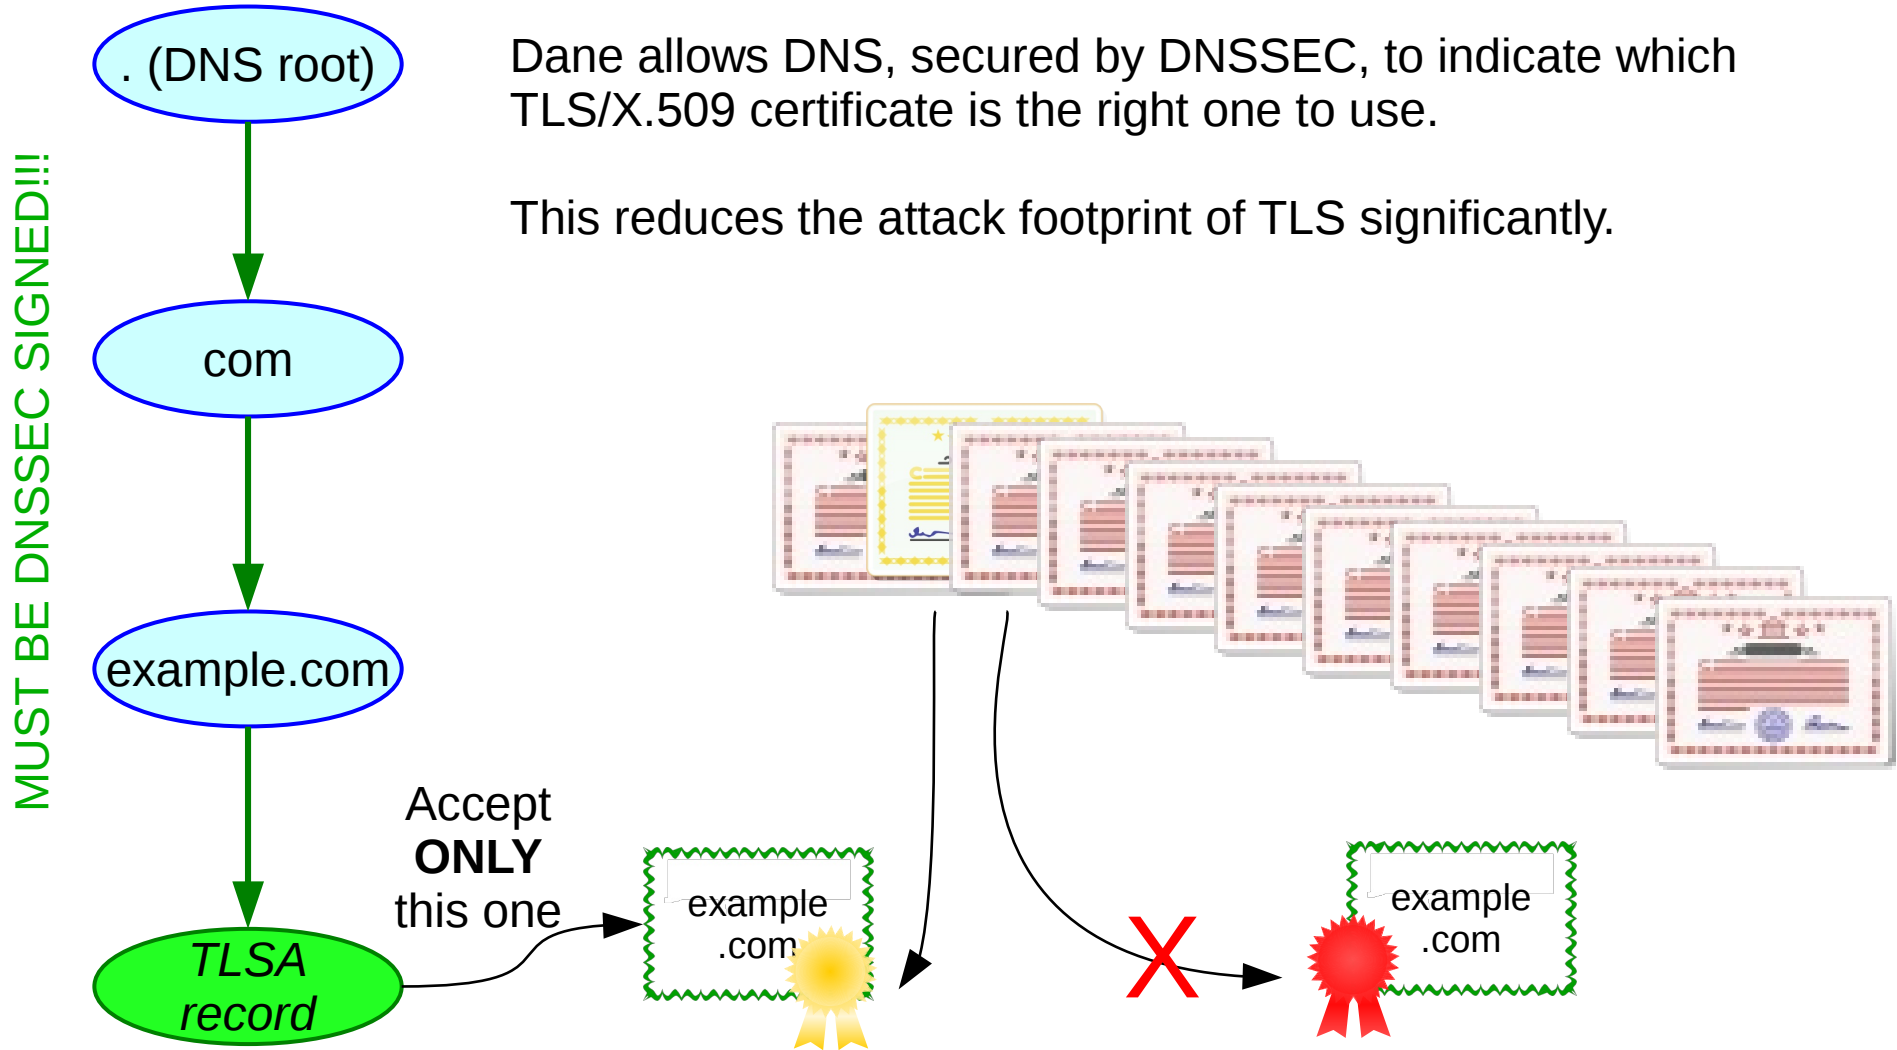 . (DNS root)
Dane allows DNS, secured by DNSSEC, to indicate which
TLS/X.509 certificate is the right one to use.
This reduces the attack footprint of TLS significantly.
MUST BE DNSSEC SIGNED!!!
com
example.com
Accept
ONLY
this one
TLSA
record
example
.com
X
example
.com